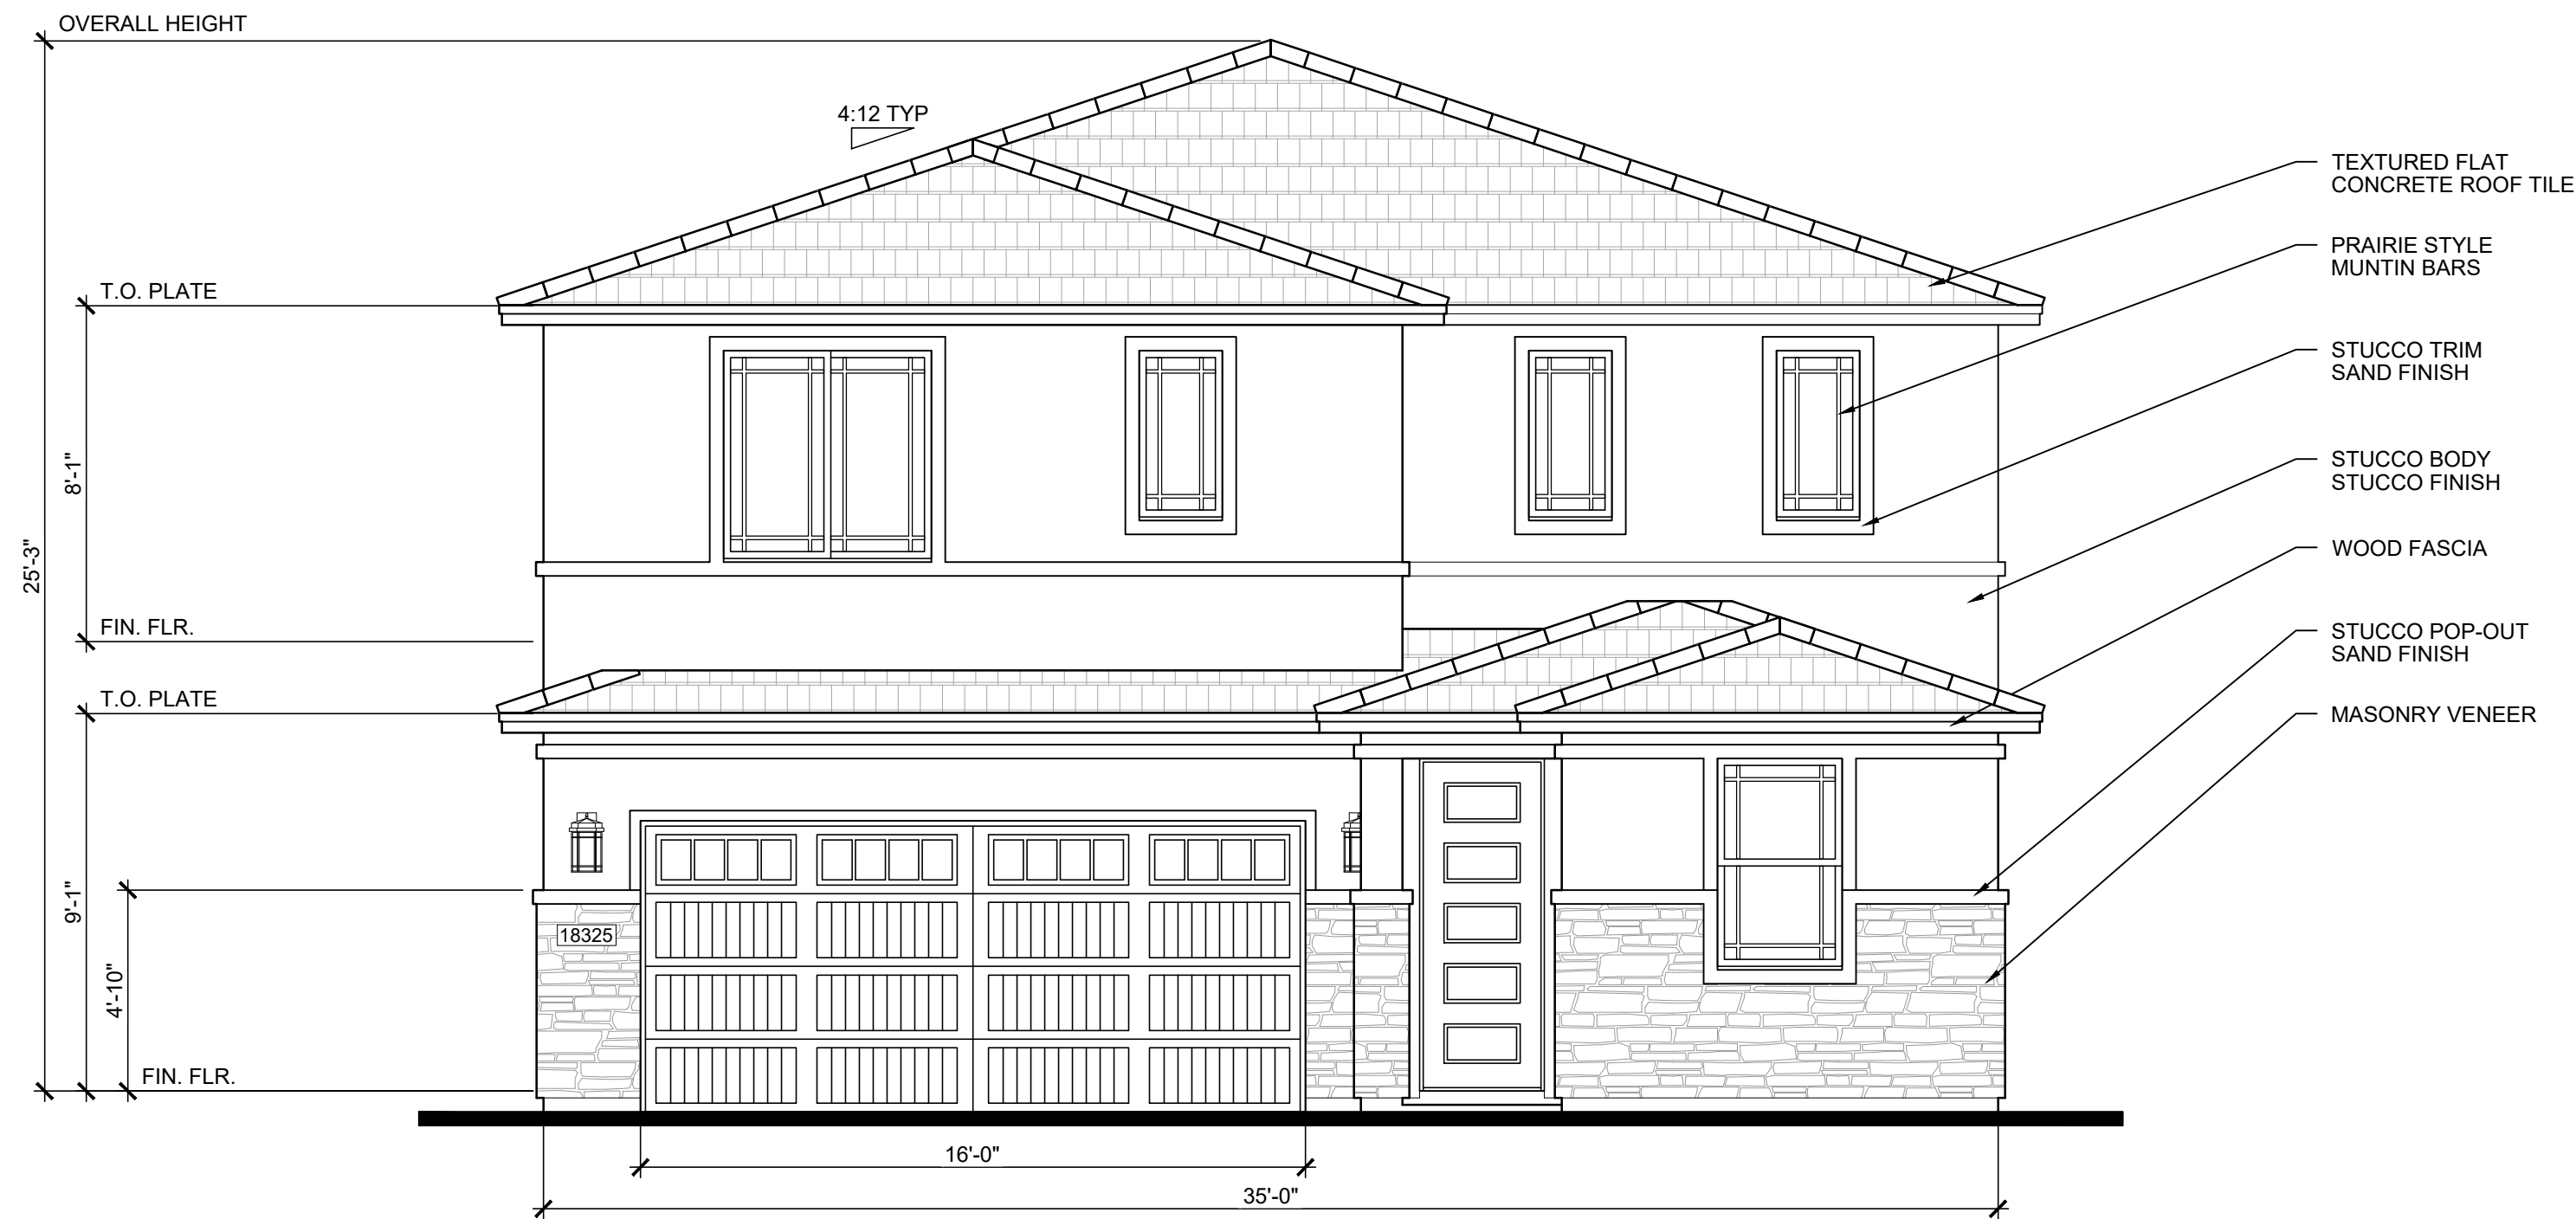 OVERALL HEIGHT
4:12 TYP
TEXTURED FLAT
CONCRETE ROOF TILE
PRAIRIE STYLE
MUNTIN BARS
T.O. PLATE
STUCCO TRIM
SAND FINISH
8'-1"
STUCCO BODY
STUCCO FINISH
25'-3"
WOOD FASCIA
FIN. FLR.
STUCCO POP-OUT
SAND FINISH
T.O. PLATE
MASONRY VENEER
9'-1"
18325
4'-10"
FIN. FLR.
16'-0"
35'-0"